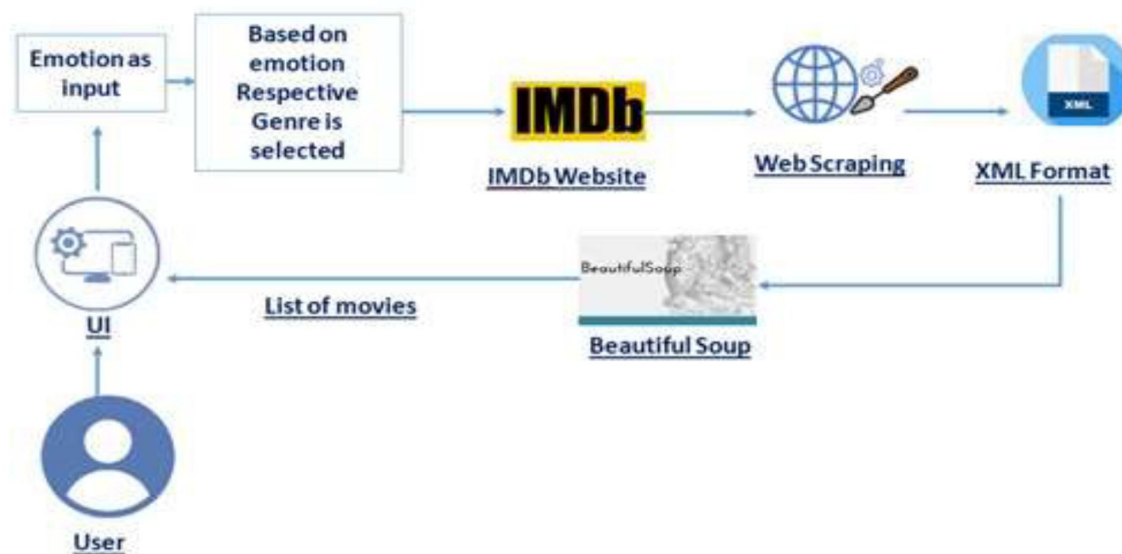 Emotion as
input
Based on
emotion
Respective
Genre is
selected
IMDb
IMDb Website
Web Scraping
XML
XML Format
BeautifulSoup
Beautiful Soup
List of movies
UI
User